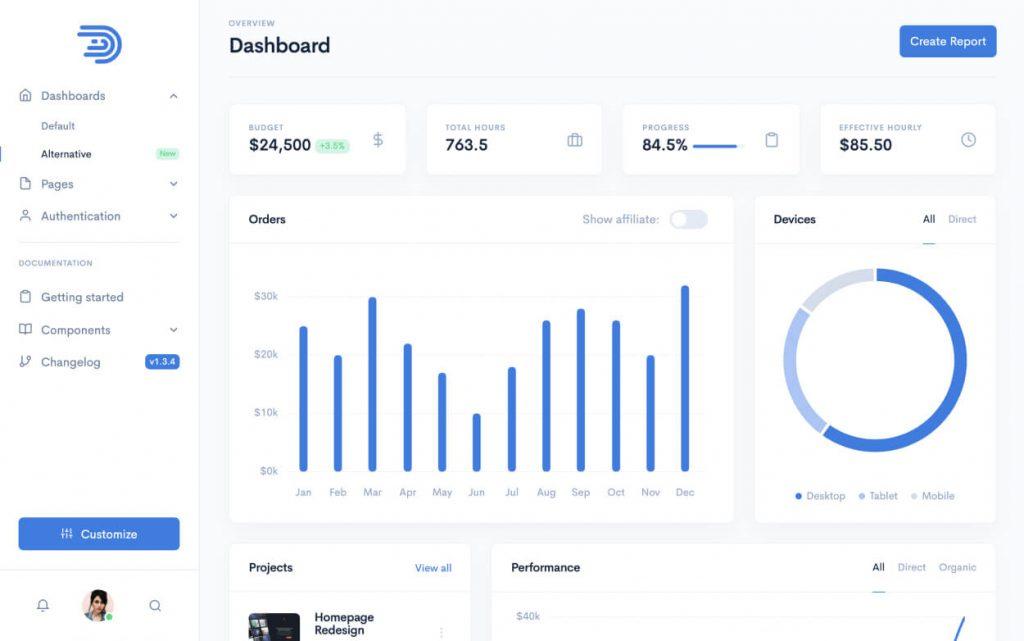 OVERVIEW
Dashboard
Create Report
Dashboards
Default
Alternative New
Pages
Authentication
DOCUMENTATION
Getting started
Components
Changelog v1.3.4
Customize
BUDGET
$24,500 +3.5%
TOTAL HOURS
763.5
PROGRESS
84.5%
EFFECTIVE HOURLY
$85.50
Orders Show affiliate:
$30k
$20k
$10k
$0k
Jan Feb Mar Apr May Jun Jul Aug Sep Oct Nov Dec
Devices All Direct
Desktop Tablet Mobile
Projects View all
Homepage
Redesign
Performance All Direct Organic
$40k